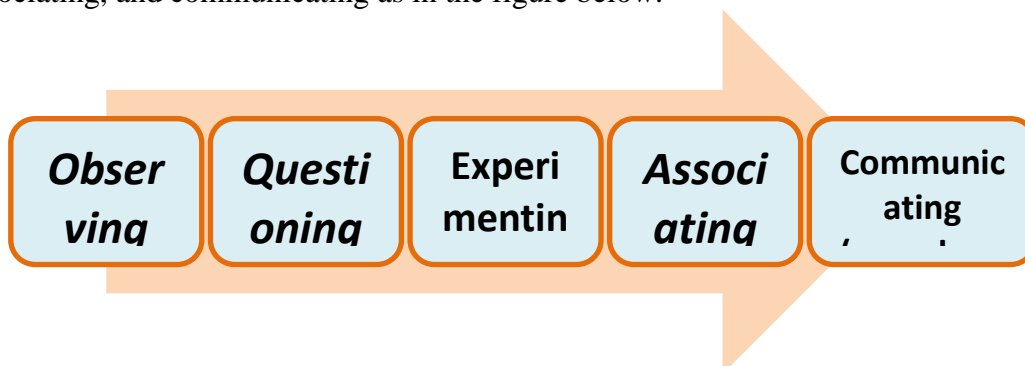 ociating, and communicating as in the figure below.
Obser
ving
Questi
oning
Experi
mentin
Associ
ating
Communic
ating